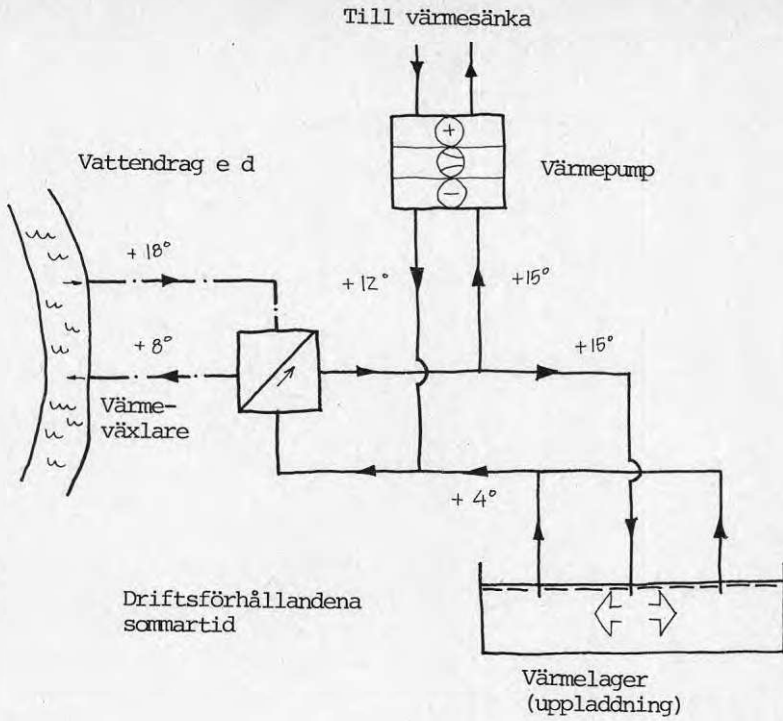 Till värmesänka
+
−
Vattendrag e d
Värmepump
+18°
+12°
+15°
+8°
+15°
Värme-
växlare
+4°
Driftsförhållandena
sommartid
Värmelager
(uppladdning)